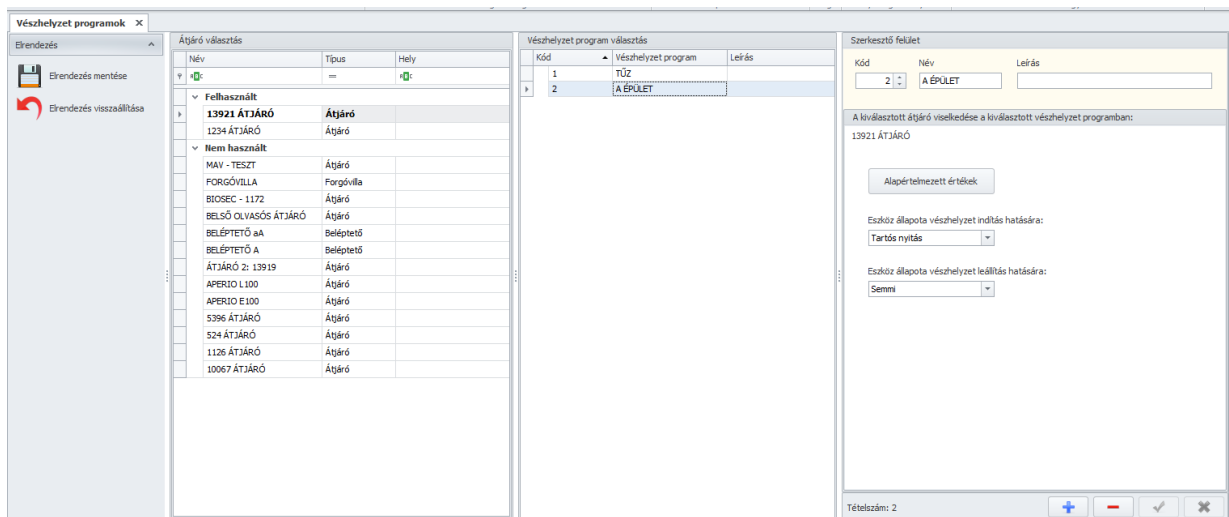 Vészhelyzet programok X
Elrendezés
Elrendezés mentése
Elrendezés visszaállítása
Átjáró választás
Név Típus Hely
=
Felhasznált
13921 ÁTJÁRÓ Átjáró
1234 ÁTJÁRÓ Átjáró
Nem használt
MAV - TESZT Átjáró
FORGÓVILLA Forgóvilla
BIOSEC - 1172 Átjáró
BELSŐ OLVASÓS ÁTJÁRÓ Átjáró
BELÉPTETŐ aA Beléptető
BELÉPTETŐ A Beléptető
ÁTJÁRÓ 2: 13919 Átjáró
APERIO L100 Átjáró
APERIO E100 Átjáró
5396 ÁTJÁRÓ Átjáró
524 ÁTJÁRÓ Átjáró
1126 ÁTJÁRÓ Átjáró
10067 ÁTJÁRÓ Átjáró
Vészhelyzet program választás
Kód Vészhelyzet program Leírás
1 TŰZ
2 A ÉPÜLET
Szerkesztő felület
Kód Név Leírás
2 A ÉPÜLET
A kiválasztott átjáró viselkedése a kiválasztott vészhelyzet programban:
13921 ÁTJÁRÓ
Alapértelmezett értékek
Eszköz állapota vészhelyzet indítás hatására:
Tartós nyitás
Eszköz állapota vészhelyzet leállítás hatására:
Semmi
Tételszám: 2